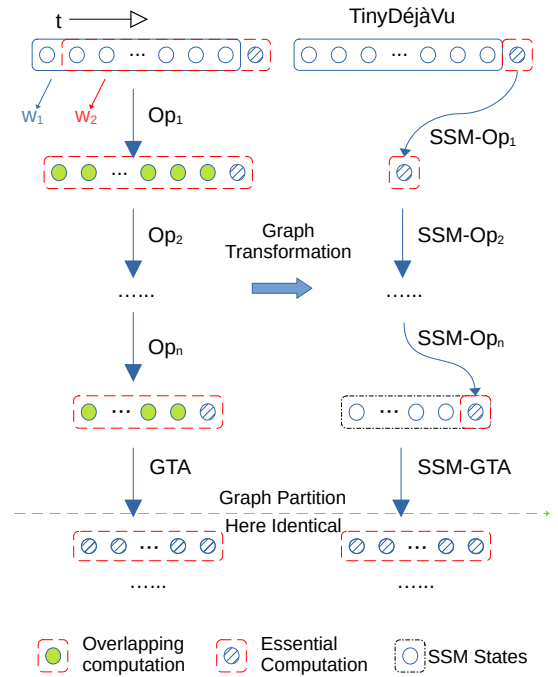 t
TinyDéjàVu
...
...
w₁
w₂
Op₁
SSM-Op₁
...
Op₂
Graph
Transformation
SSM-Op₂
......
......
Opₙ
SSM-Opₙ
...
...
GTA
SSM-GTA
Graph Partition
Here Identical
...
...
......
......
Overlapping
computation
Essential
Computation
SSM States